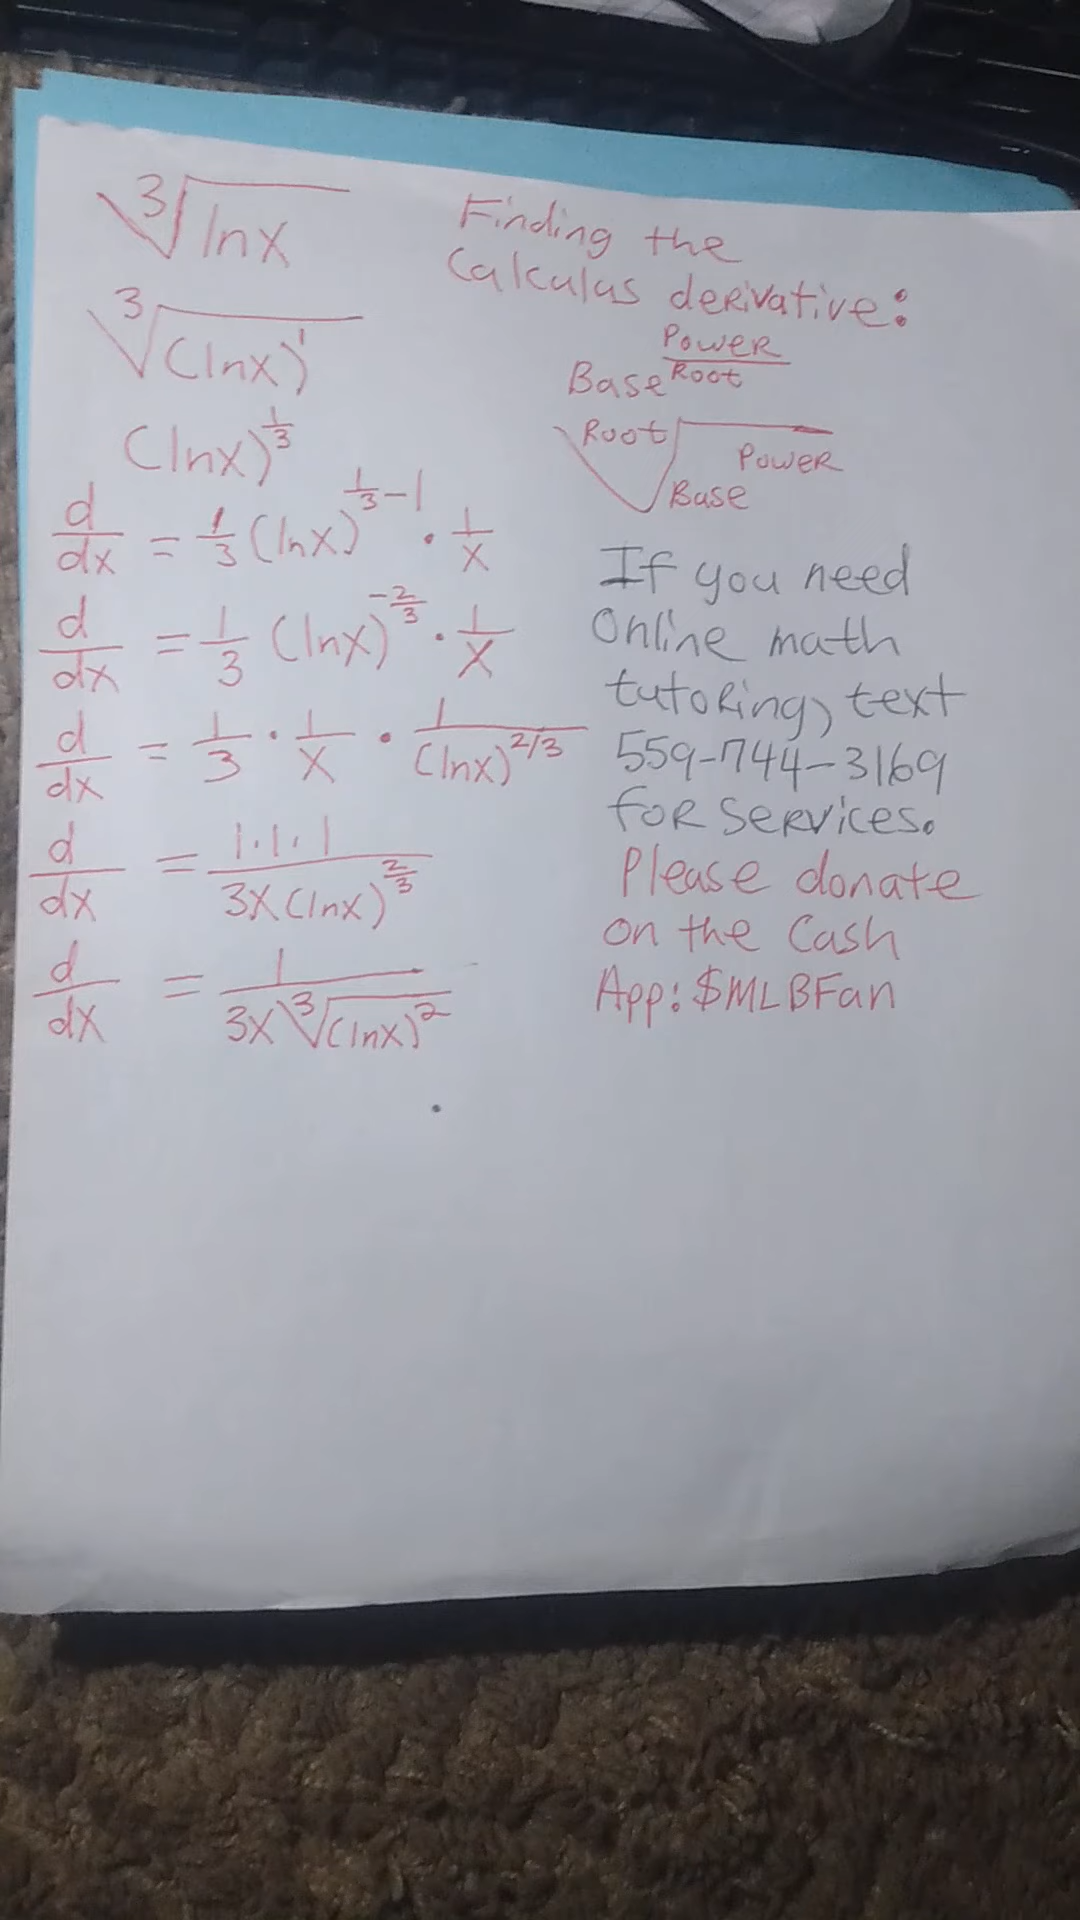 ∛lnx
∛(lnx)¹
(lnx)^(1/3)
d/dx = 1/3 (lnx)^(1/3-1) · 1/x
d/dx = 1/3 (lnx)^(-2/3) · 1/x
d/dx = 1/3 · 1/x · 1/(lnx)^(2/3)
d/dx = 1·1·1/3x(lnx)^(2/3)
d/dx = 1/3x∛(lnx)²
Finding the
Calculus derivative:
Base^(Power/Root)
Root Power
Base
If you need
Online math
tutoring, text
559-744-3169
for services.
Please donate
on the Cash
App: $MLBFan